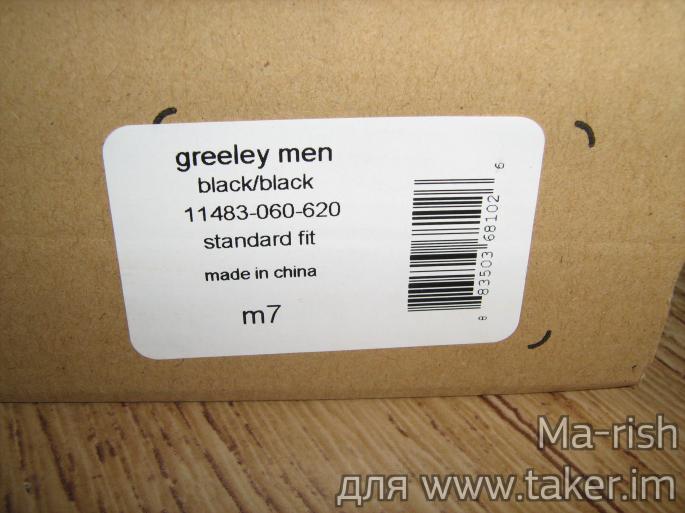 greeley men
black/black
11483-060-620
standard fit
made in china
m7
8 83503 68102 6
Ma-rish
для www.taker.im